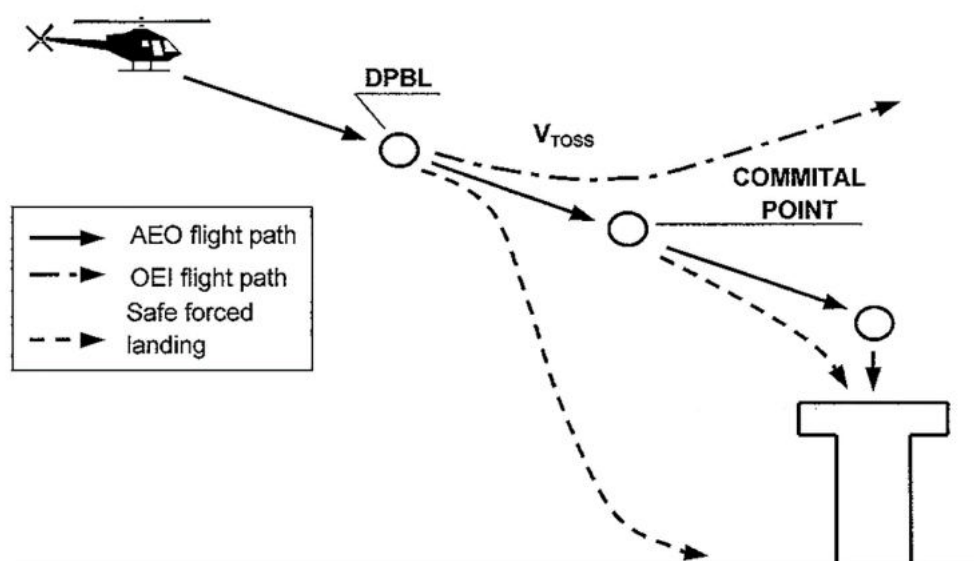 DPBL
VTOSS
COMMITAL
POINT
AEO flight path
OEI flight path
Safe forced
landing